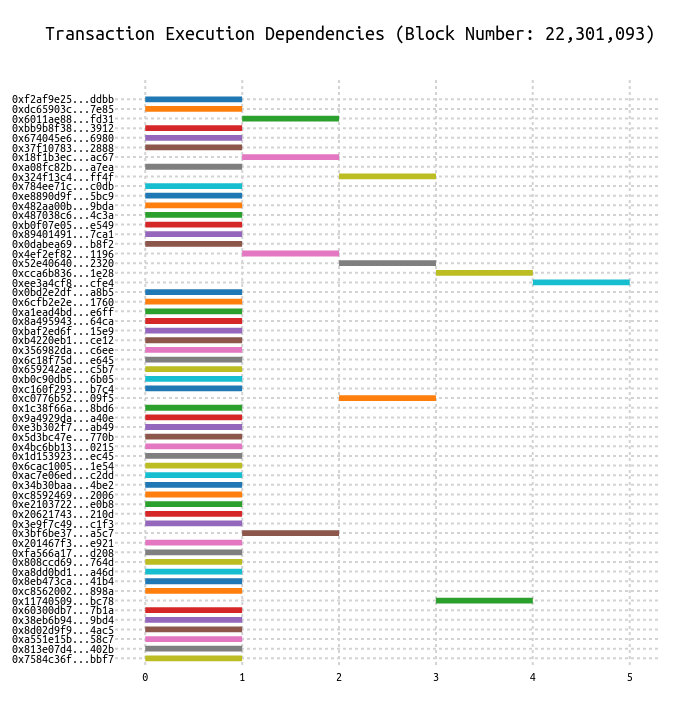 Transaction Execution Dependencies (Block Number: 22,301,093)
0xf2af9e25...ddbb
0xdc65903c...7e85
0x6011ae88...fd31
0xbb9b8f38...3912
0x674045e6...6980
0x37f10783...2888
0x18f1b3ec...ac67
0xa08fc82b...a7ea
0x324f13c4...ff4f
0x784ee71c...c0db
0xe8890d9f...5bc9
0x482aa00b...9bda
0x487038c6...4c3a
0xb0f07e05...e549
0x89401491...7ca1
0x0dabea69...b8f2
0x4ef2ef82...1196
0x52e40640...2320
0xcca6b836...1e28
0xee3a4cf8...cfe4
0x0bd2e2df...a8b5
0x6cfb2e2e...1760
0xa1ead4bd...e6ff
0x8a495943...64ca
0xbaf2ed6f...15e9
0xb4220eb1...ce12
0x356982da...c6ee
0x6c18f75d...e645
0x659242ae...c5b7
0xb0c90db5...6b05
0xc160f293...b7c4
0xc0776b52...09f5
0x1c38f66a...8bd6
0x9a4929da...a40e
0xe3b302f7...ab49
0x5d3bc47e...770b
0x4bc6bb13...0215
0x1d153923...ec45
0x6cac1005...1e54
0xac7e06ed...c2dd
0x34b30baa...4be2
0xc8592469...2006
0xe2103722...e0b8
0x20621743...210d
0x3e9f7c49...c1f3
0x3bf6be37...a5c7
0x201467f3...e921
0xfa566a17...d208
0x808ccd69...764d
0xa8dd0bd1...a46d
0x8eb473ca...41b4
0xc8562002...898a
0x11740509...bc78
0x60300db7...7b1a
0x38eb6b94...9bd4
0x8d02d9f9...4ac5
0xa551e15b...58c7
0x813e07d4...402b
0x7584c36f...bbf7
0 1 2 3 4 5